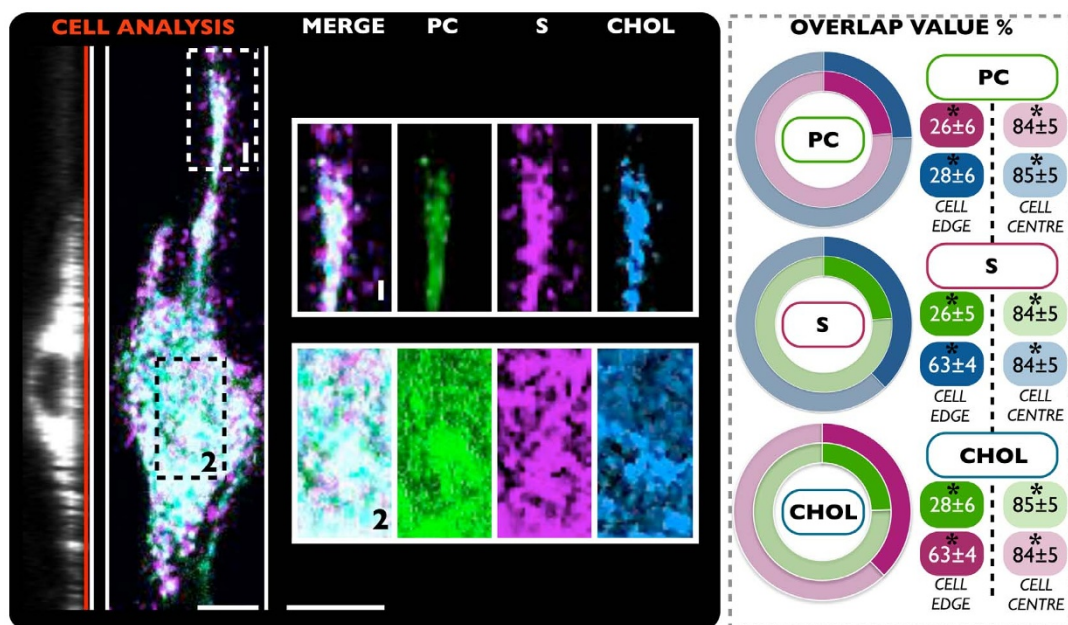 CELL ANALYSIS
MERGE PC S CHOL
1
2
1
2
OVERLAP VALUE %
PC
PC
*
26±6
*
84±5
*
28±6
*
85±5
CELL
EDGE
CELL
CENTRE
S
S
*
26±5
*
84±5
*
63±4
*
84±5
CELL
EDGE
CELL
CENTRE
CHOL
CHOL
*
28±6
*
85±5
*
63±4
*
84±5
CELL
EDGE
CELL
CENTRE